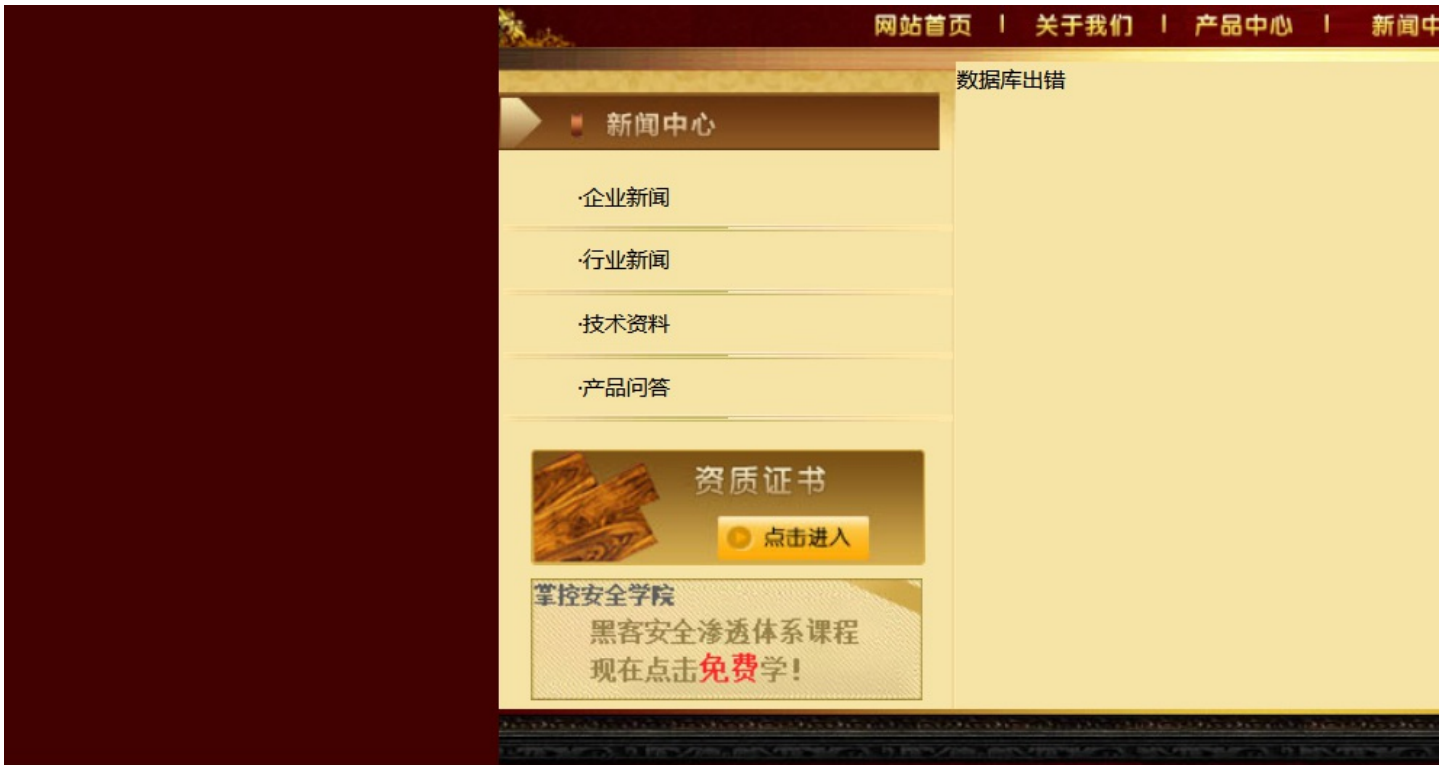 网站首页 | 关于我们 | 产品中心 | 新闻中
数据库出错
新闻中心
·企业新闻
·行业新闻
·技术资料
·产品问答
资质证书
点击进入
掌控安全学院
黑客安全渗透体系课程
现在点击免费学！